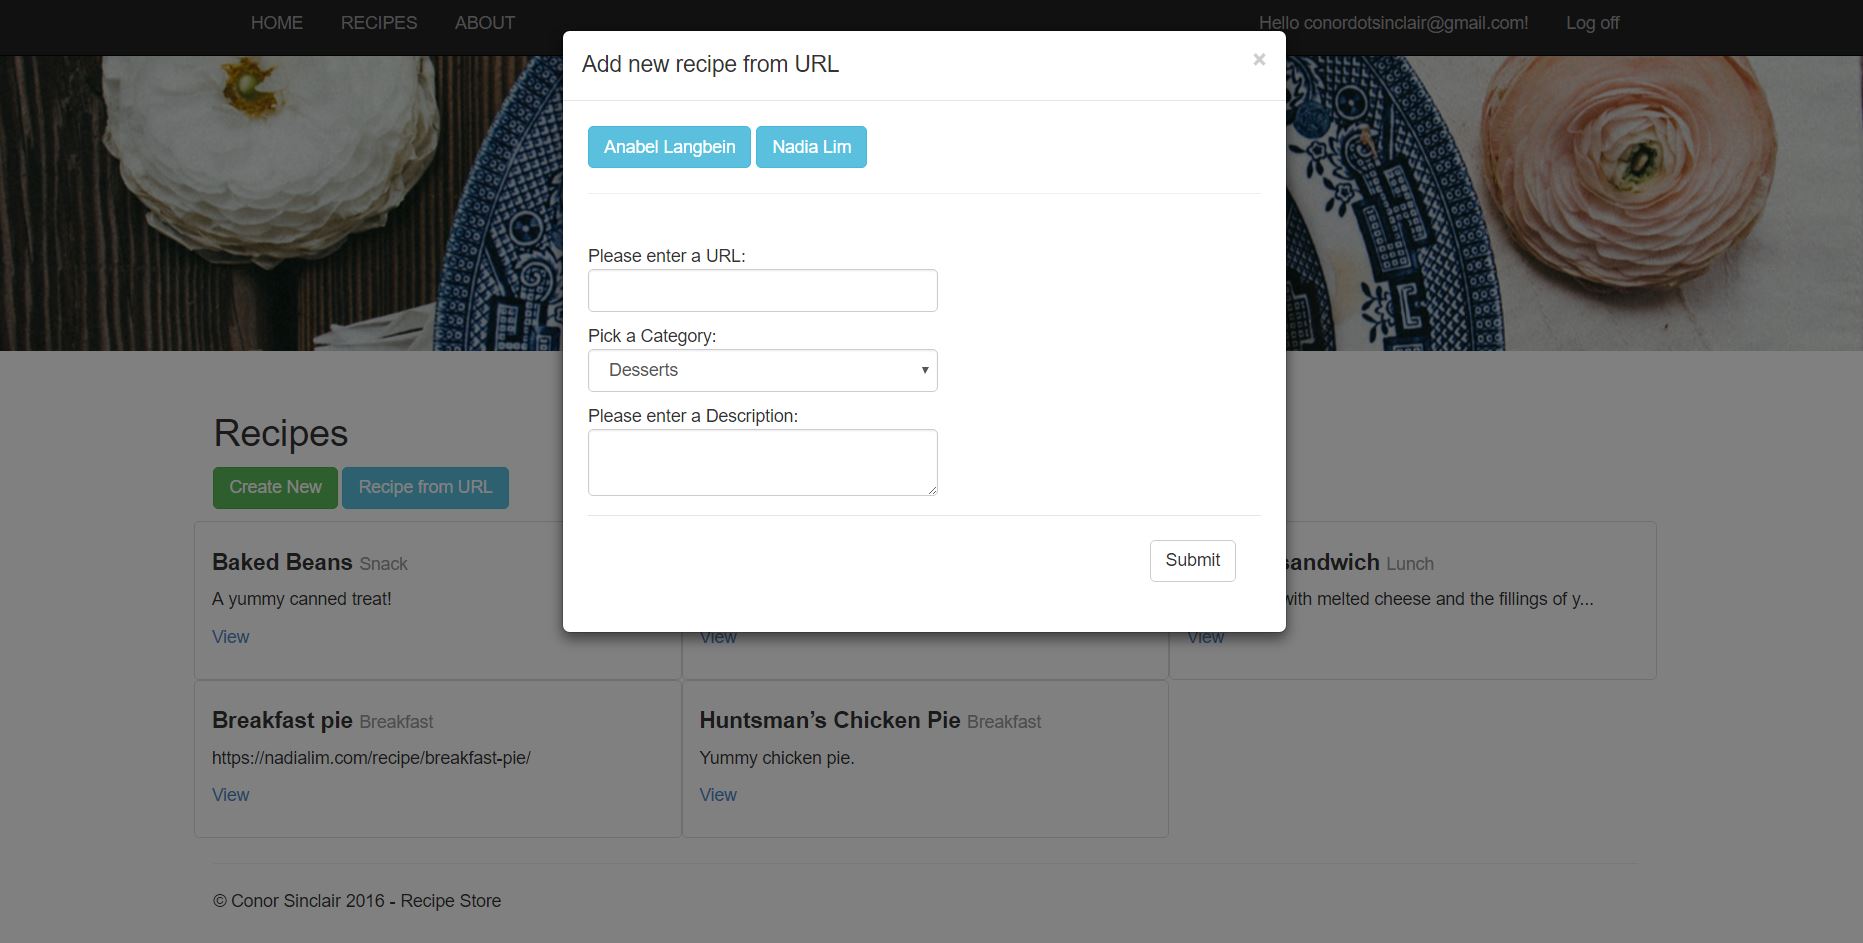 HOME RECIPES ABOUT Hello conordotsinclair@gmail.com! Log off
Add new recipe from URL ×
Anabel Langbein Nadia Lim
Please enter a URL:
Pick a Category:
Desserts
Please enter a Description:
Submit
Recipes
Create New Recipe from URL
Baked Beans Snack
A yummy canned treat!
View
View
sandwich Lunch
with melted cheese and the fillings of y...
View
Breakfast pie Breakfast
https://nadialim.com/recipe/breakfast-pie/
View
Huntsman’s Chicken Pie Breakfast
Yummy chicken pie.
View
© Conor Sinclair 2016 - Recipe Store